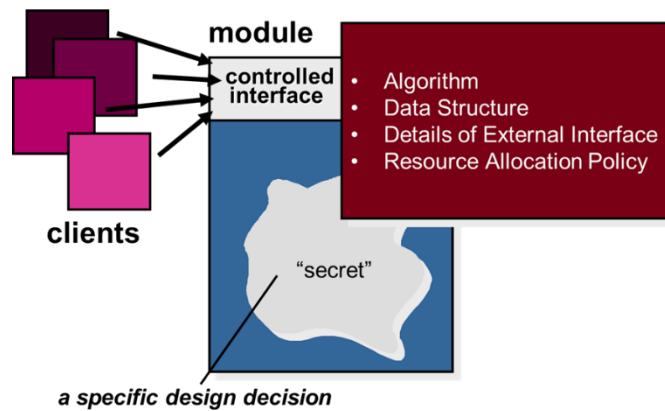 module
controlled
interface
• Algorithm
• Data Structure
• Details of External Interface
• Resource Allocation Policy
clients
“secret”
a specific design decision